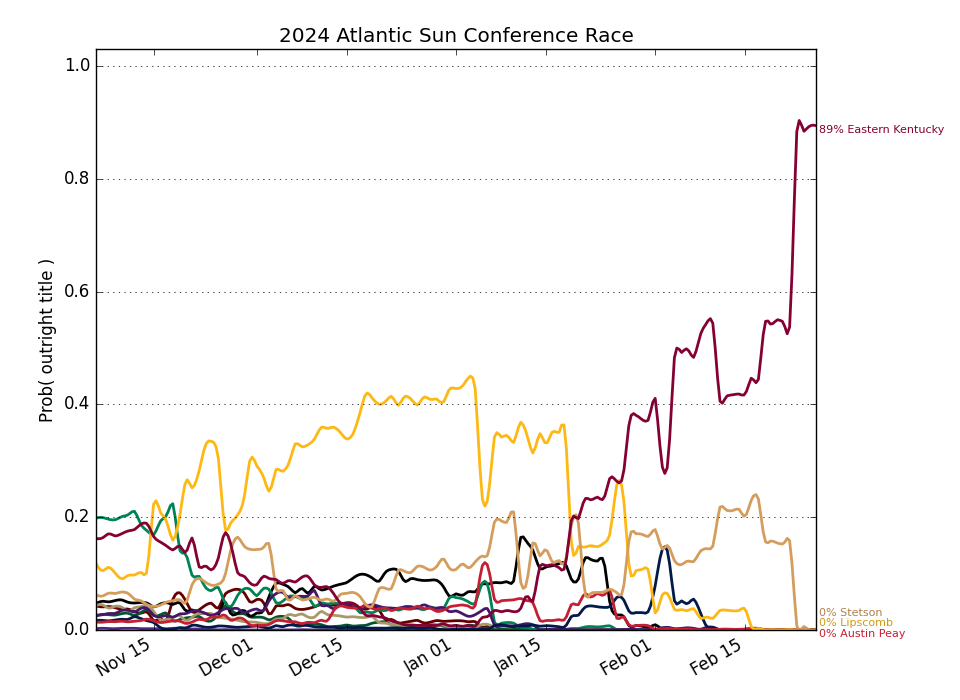 2024 Atlantic Sun Conference Race
Prob( outright title )
1.0
0.8
0.6
0.4
0.2
0.0
Nov 15
Dec 01
Dec 15
Jan 01
Jan 15
Feb 01
Feb 15
89% Eastern Kentucky
0% Stetson
0% Lipscomb
0% Austin Peay